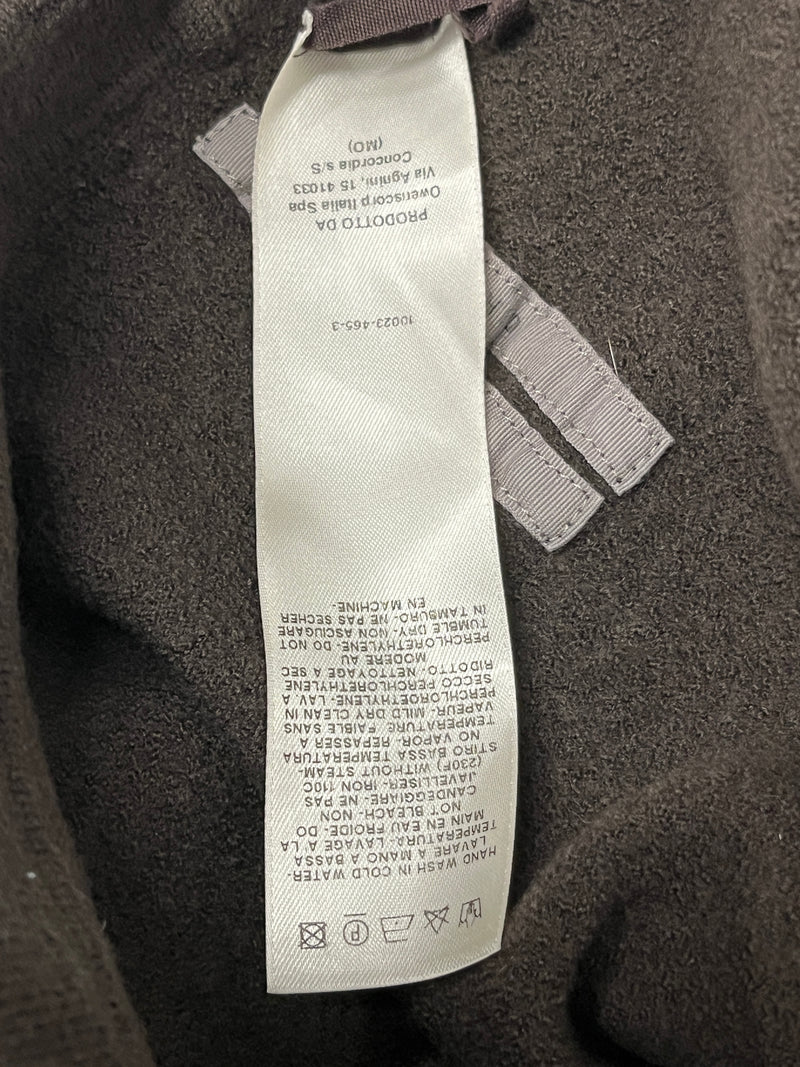 P
HAND WASH IN COLD WATER-
LAVARE A MANO A BASSA
TEMPERATURA- LAVAGE A LA
MAIN EN EAU FROIDE- DO
NOT BLEACH- NON
CANDEGGIARE- NE PAS
JAVELLISER- IRON 110C
(230F) WITHOUT STEAM-
STIRO BASSA TEMPERATURA
NO VAPOR- REPASSER A
TEMPERATURE FAIBLE SANS
VAPEUR- MILD DRY CLEAN IN
PERCHLOROETHYLENE- LAV. A
SECCO PERCHLORETHYLENE
RIDOTTO- NETTOYAGE A SEC
MODERE AU
PERCHLORETHYLENE- DO NOT
TUMBLE DRY- NON ASCIUGARE
IN TAMBURO- NE PAS SECHER
EN MACHINE-
10023-465-3
PRODOTTO DA
Owenscorp Italia Spa
Via Agnini, 15 41033
Concordia s/S
(MO)